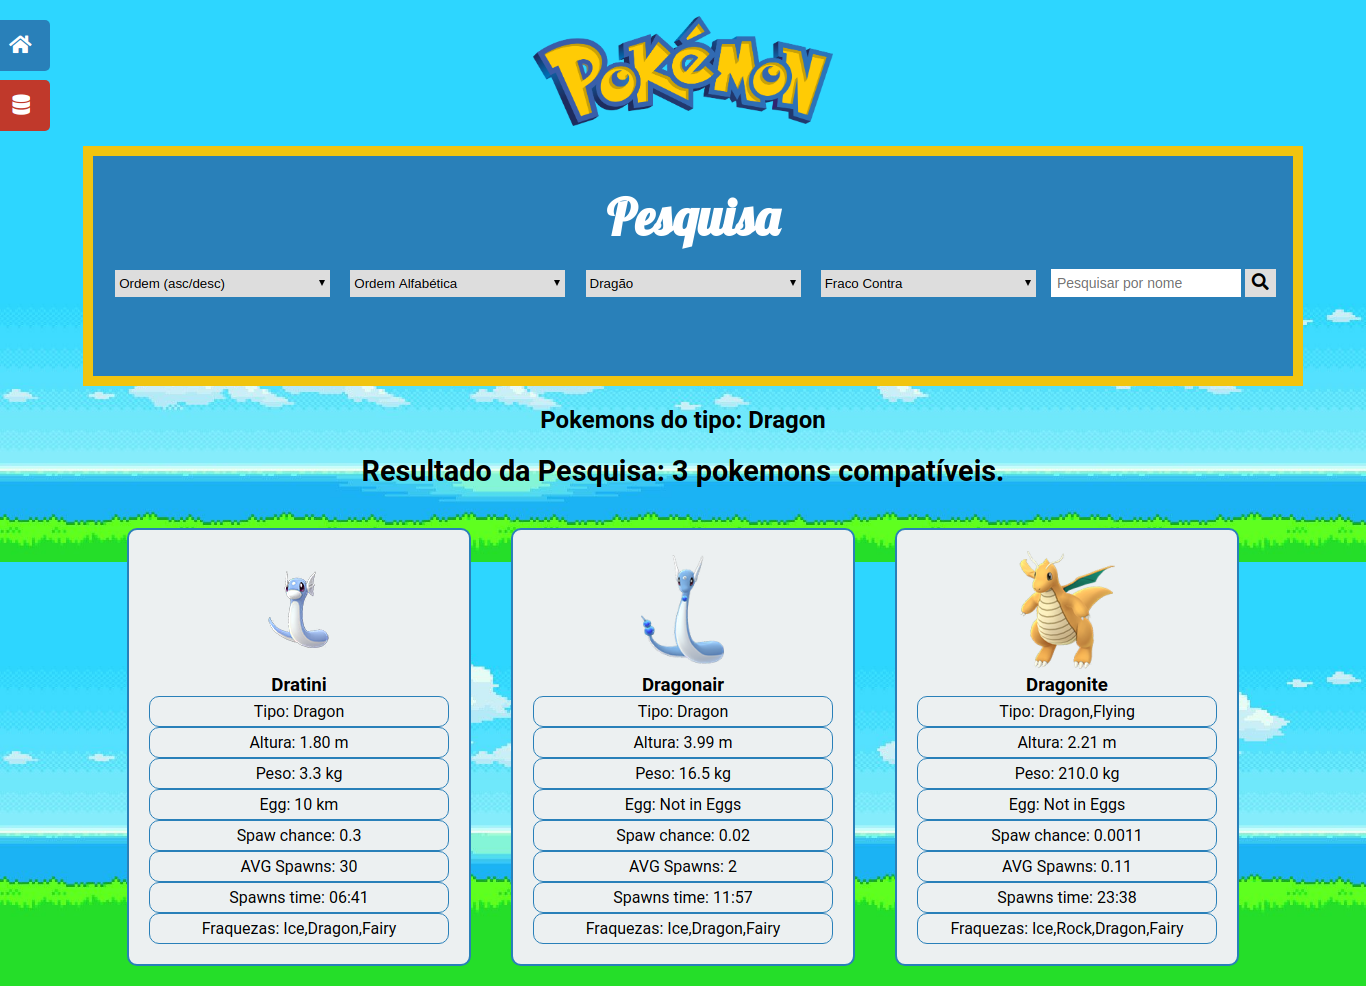 POKéMON
Pesquisa
Ordem (asc/desc) Ordem Alfabética Dragão Fraco Contra Pesquisar por nome
Pokemons do tipo: Dragon
Resultado da Pesquisa: 3 pokemons compatíveis.
Dratini
Tipo: Dragon
Altura: 1.80 m
Peso: 3.3 kg
Egg: 10 km
Spaw chance: 0.3
AVG Spawns: 30
Spawns time: 06:41
Fraquezas: Ice,Dragon,Fairy
Dragonair
Tipo: Dragon
Altura: 3.99 m
Peso: 16.5 kg
Egg: Not in Eggs
Spaw chance: 0.02
AVG Spawns: 2
Spawns time: 11:57
Fraquezas: Ice,Dragon,Fairy
Dragonite
Tipo: Dragon,Flying
Altura: 2.21 m
Peso: 210.0 kg
Egg: Not in Eggs
Spaw chance: 0.0011
AVG Spawns: 0.11
Spawns time: 23:38
Fraquezas: Ice,Rock,Dragon,Fairy